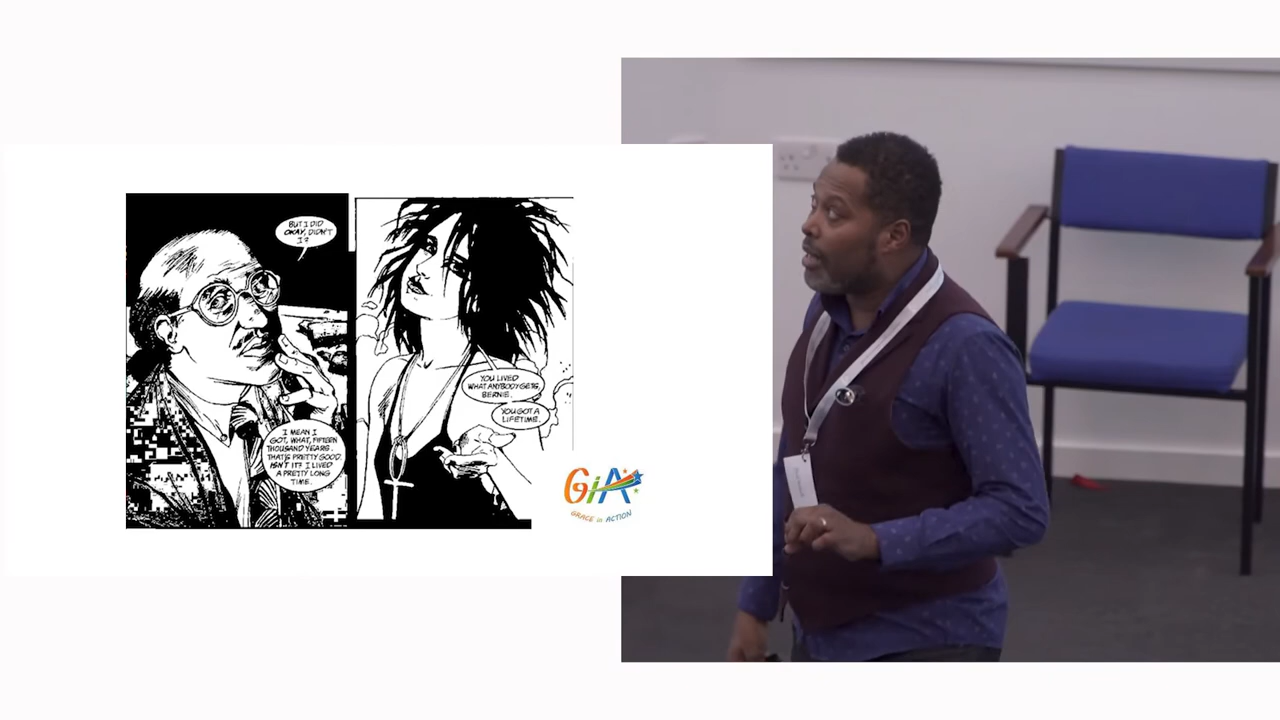 BUT I DID
OKAY, DIDN'T
I?
I MEAN I
GOT, WHAT, FIFTEEN
THOUSAND YEARS.
THAT'S PRETTY GOOD,
ISN'T IT? I LIVED
A PRETTY LONG
TIME.
YOU LIVED
WHAT ANYBODY GETS,
BERNIE.
YOU GOT A
LIFETIME.
GiA
GRACE in ACTION